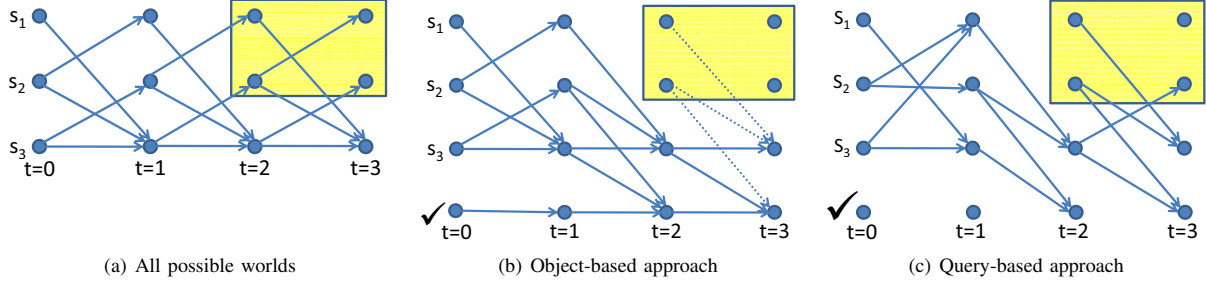 s1
s2
s3
t=0 t=1 t=2 t=3
(a) All possible worlds
s1
s2
s3
✓
t=0 t=1 t=2 t=3
(b) Object-based approach
s1
s2
s3
✓
t=0 t=1 t=2 t=3
(c) Query-based approach